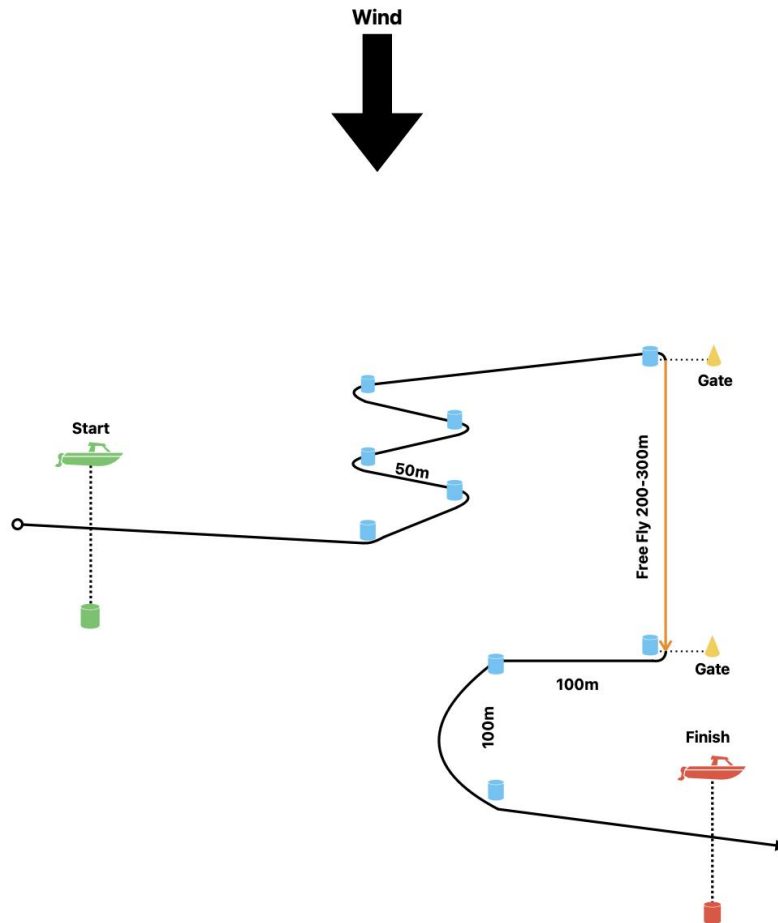 Wind
Gate
Start
50m
Free Fly 200-300m
Gate
100m
100m
Finish